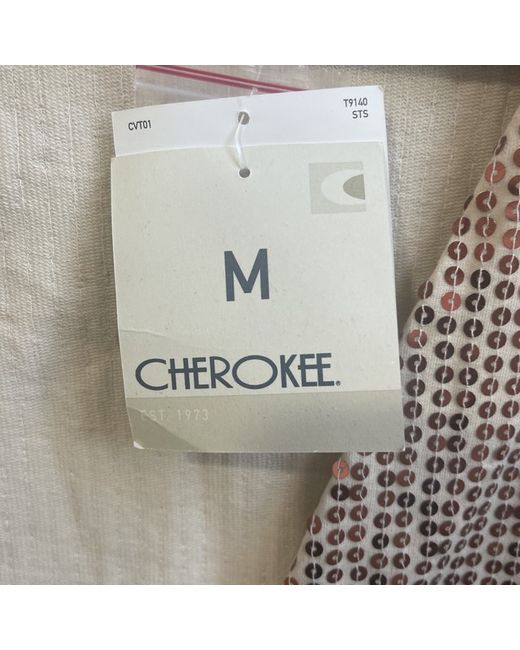 CVT01
T9140
STS
M
CHEROKEE®
EST. 1973